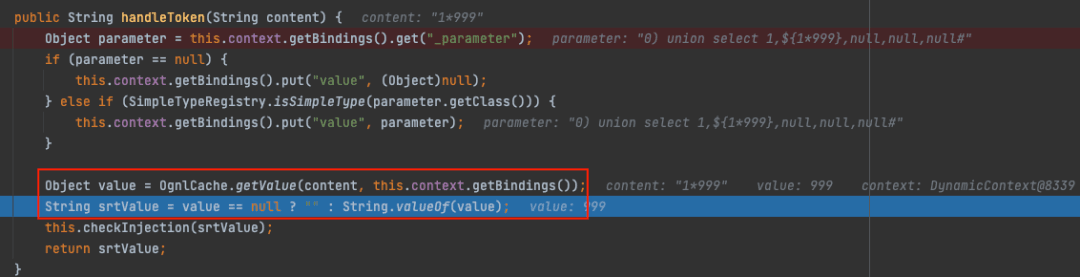 public String handleToken(String content) {   content: "1*999"
    Object parameter = this.context.getBindings().get("_parameter");   parameter: "0) union select 1,${1*999},null,null,null#"
    if (parameter == null) {
        this.context.getBindings().put("value", (Object)null);
    } else if (SimpleTypeRegistry.isSimpleType(parameter.getClass())) {
        this.context.getBindings().put("value", parameter);   parameter: "0) union select 1,${1*999},null,null,null#"
    }
    Object value = OgnlCache.getValue(content, this.context.getBindings());   content: "1*999"    value: 999    context: DynamicContext@8339
    String srtValue = value == null ? "" : String.valueOf(value);   value: 999
    this.checkInjection(srtValue);
    return srtValue;
}